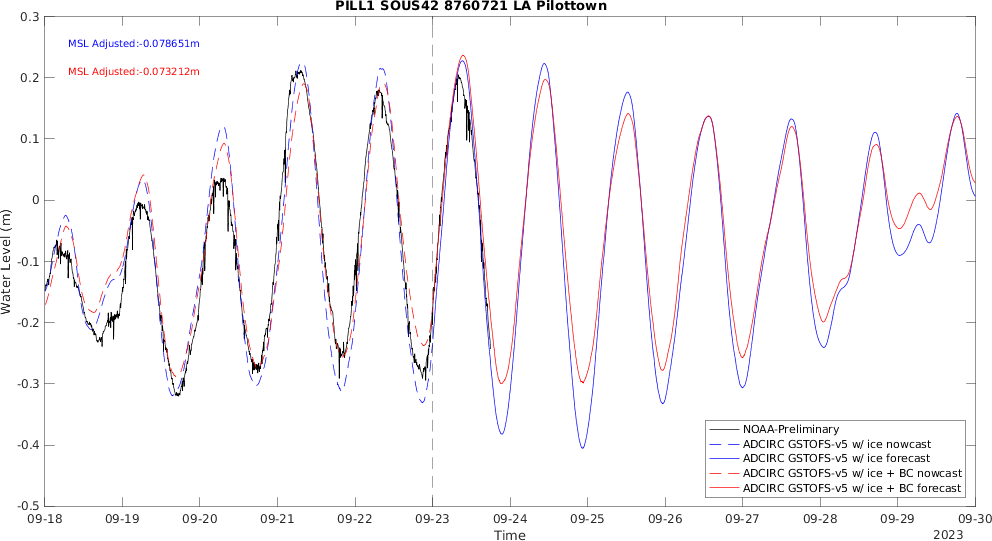 PILL1 SOUS42 8760721 LA Pilottown
MSL Adjusted:-0.078651m
MSL Adjusted:-0.073212m
Water Level (m)
0.3
0.2
0.1
0
-0.1
-0.2
-0.3
-0.4
-0.5
NOAA-Preliminary
ADCIRC GSTOFS-v5 w/ ice nowcast
ADCIRC GSTOFS-v5 w/ ice forecast
ADCIRC GSTOFS-v5 w/ ice + BC nowcast
ADCIRC GSTOFS-v5 w/ ice + BC forecast
09-18 09-19 09-20 09-21 09-22 09-23 09-24 09-25 09-26 09-27 09-28 09-29 09-30
Time
2023